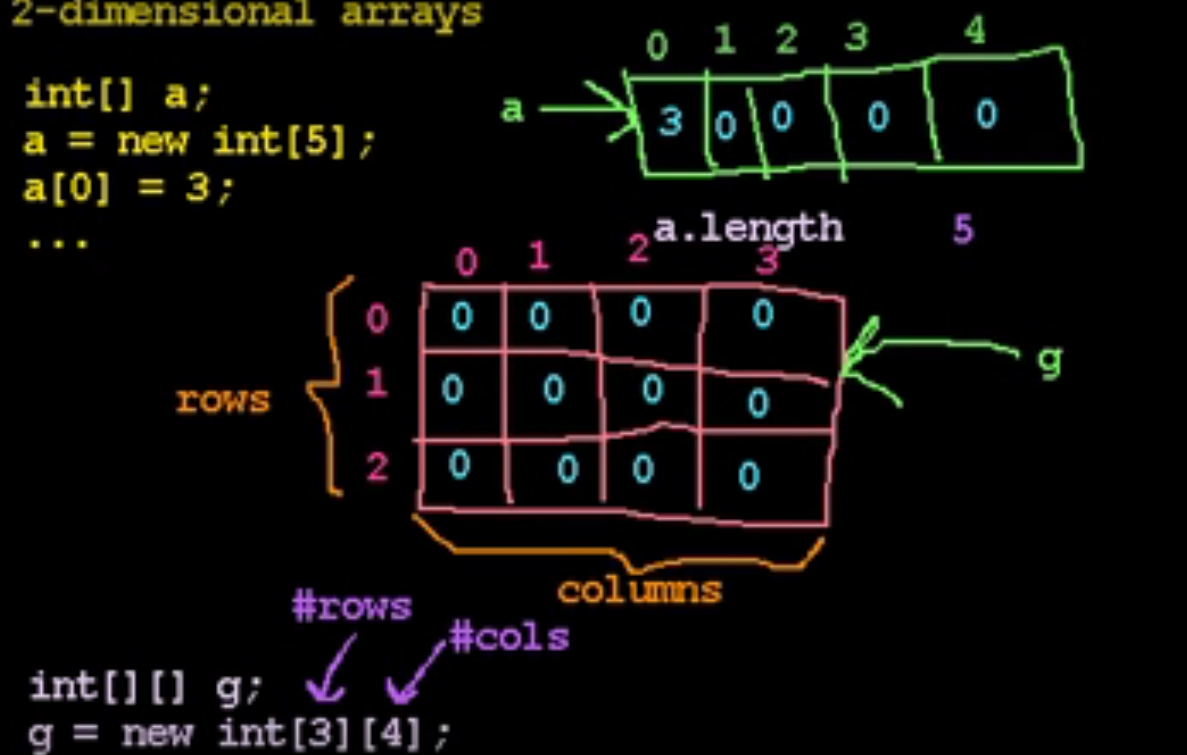 2-dimensional arrays
int[] a;
a = new int[5];
a[0] = 3;
...
0 1 2 3 4
a 3 0 0 0 0
a.length 5
0 1 2 3
0 0 0 0 0
1 0 0 0 0
2 0 0 0 0
g
rows
columns
#rows
#cols
int[][] g;
g = new int[3][4];